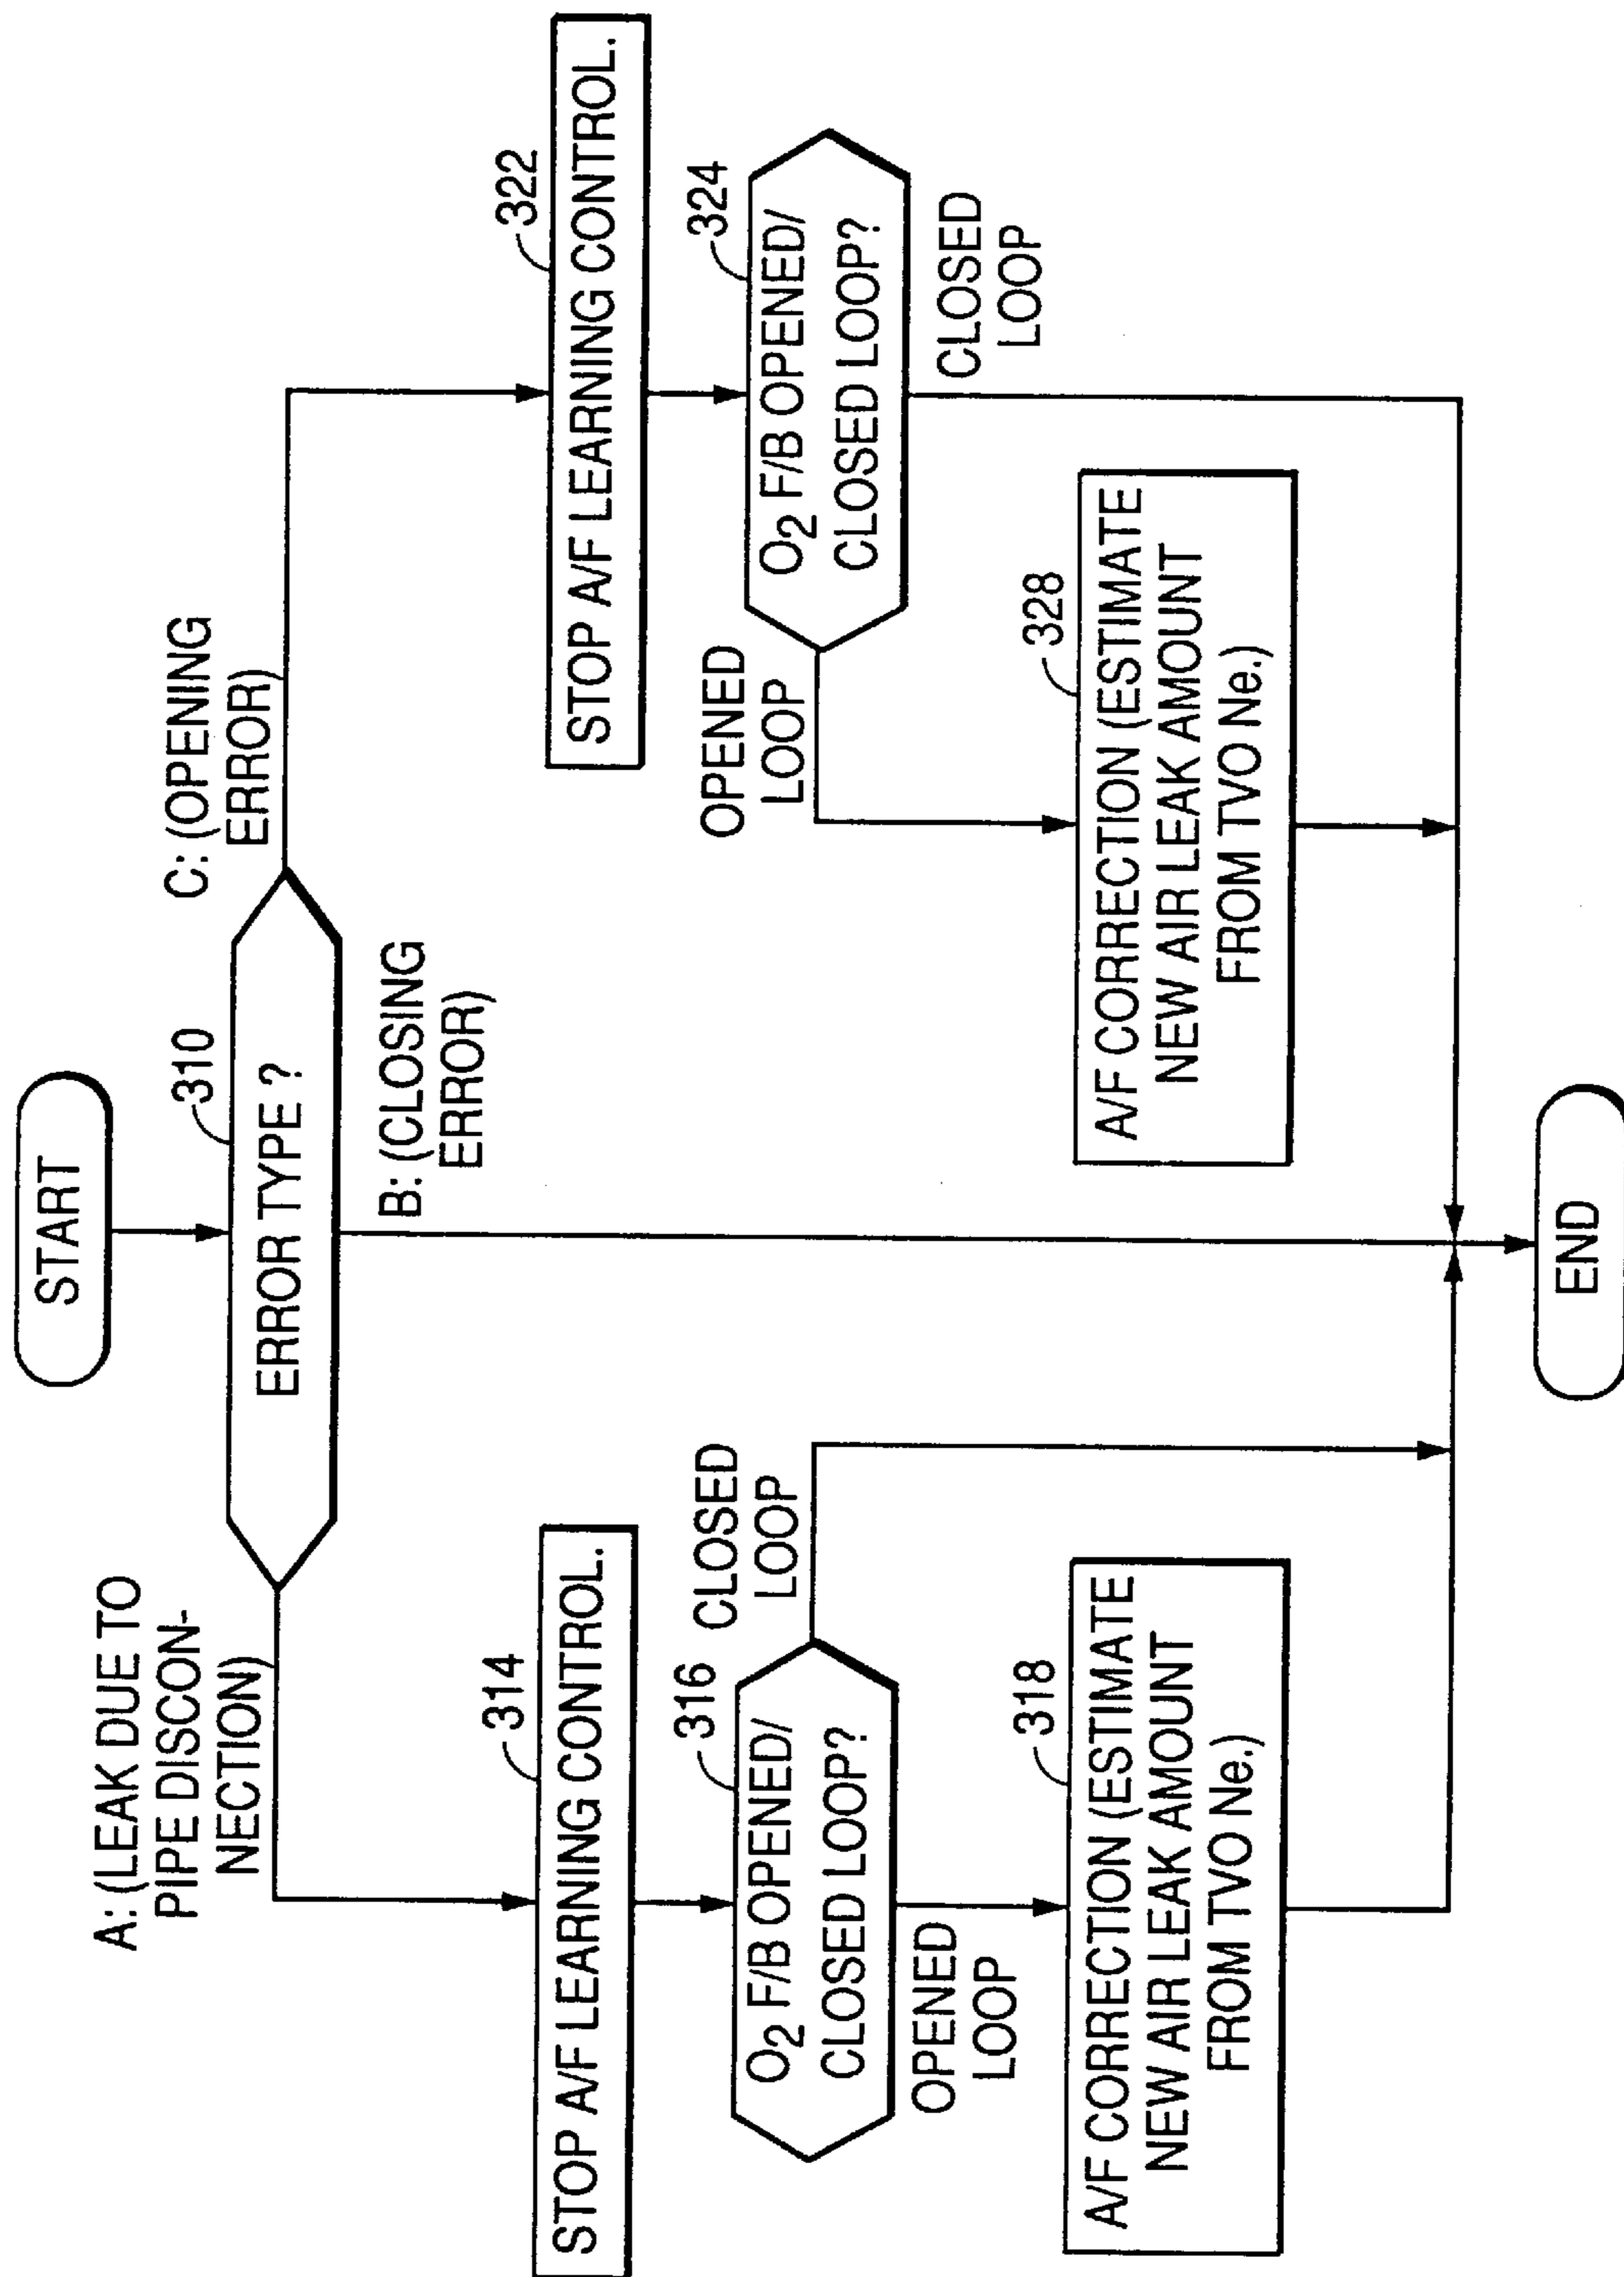 START
310
ERROR TYPE ?
A: (LEAK DUE TO
PIPE DISCON-
NECTION)
B: (CLOSING
ERROR)
C: (OPENING
ERROR)
314
STOP A/F LEARNING CONTROL.
316
O₂ F/B OPENED/
CLOSED LOOP?
CLOSED
LOOP
OPENED
LOOP
318
A/F CORRECTION (ESTIMATE
NEW AIR LEAK AMOUNT
FROM TVO Ne.)
322
STOP A/F LEARNING CONTROL.
324
O₂ F/B OPENED/
CLOSED LOOP?
OPENED
LOOP
CLOSED
LOOP
328
A/F CORRECTION (ESTIMATE
NEW AIR LEAK AMOUNT
FROM TVO Ne.)
END